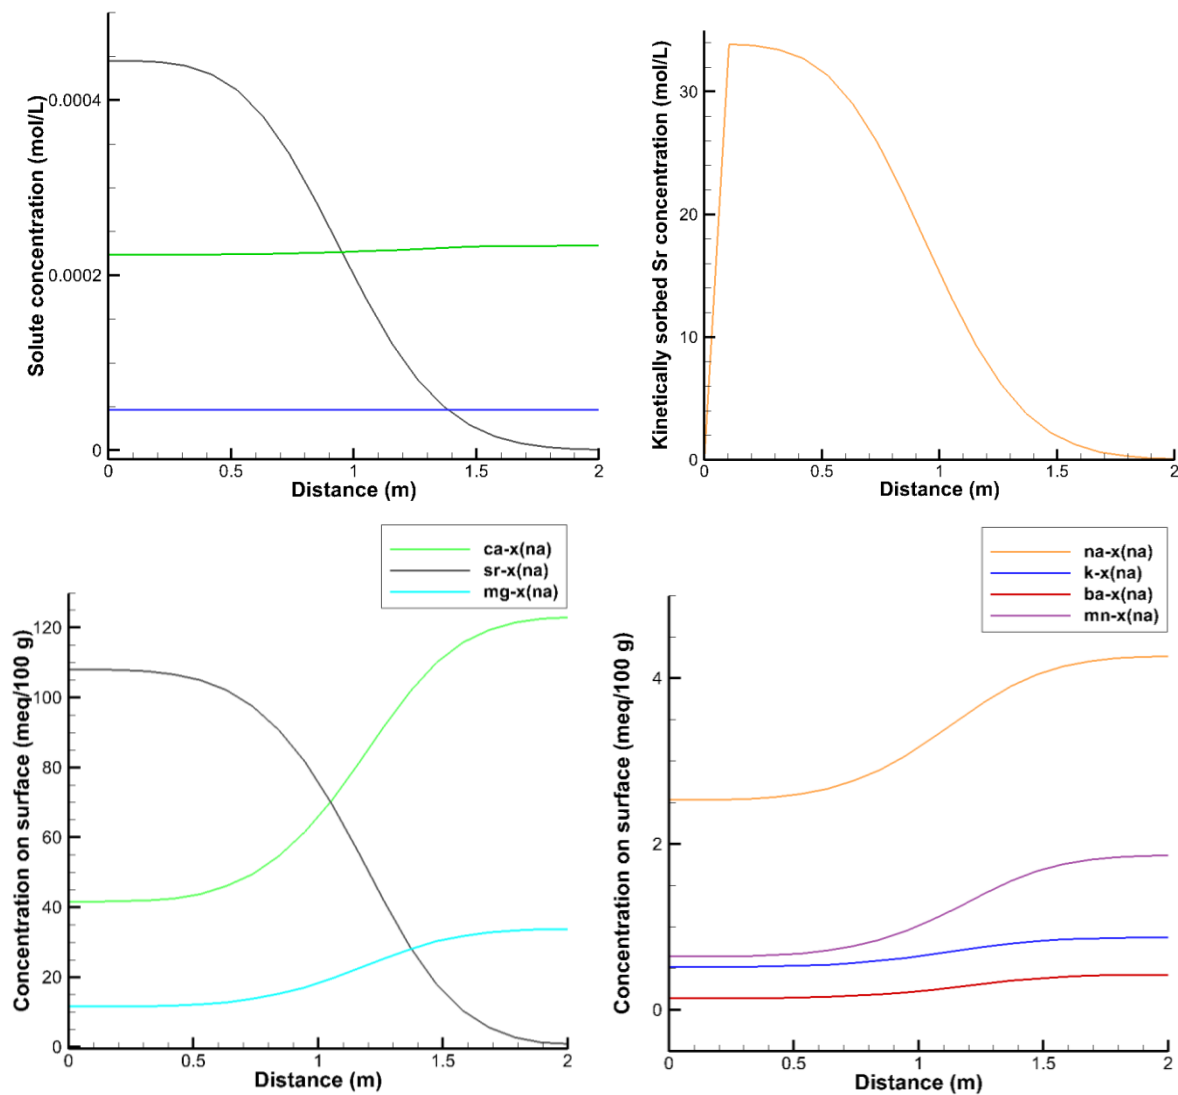 Solute concentration (mol/L)
0.0004
0.0002
0
0
0.5
1
1.5
2
Distance (m)
Kinetically sorbed Sr concentration (mol/L)
30
20
10
0
0
0.5
1
1.5
2
Distance (m)
ca-x(na)
sr-x(na)
mg-x(na)
Concentration on surface (meq/100 g)
120
100
80
60
40
20
0
0
0.5
1
1.5
2
Distance (m)
na-x(na)
k-x(na)
ba-x(na)
mn-x(na)
Concentration on surface (meq/100 g)
4
2
0
0
0.5
1
1.5
2
Distance (m)